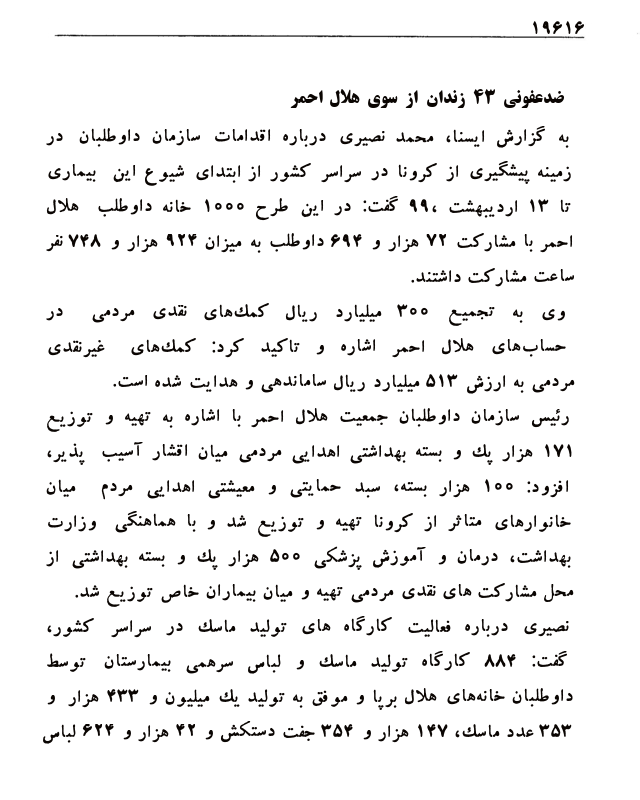 ۱۹۶۱۶
ضدعفونی ۴۳ زندان از سوی هلال احمر
به گزارش ایسنا، محمد نصیری درباره اقدامات سازمان داوطلبان در
زمینه پیشگیری از کرونا در سراسر کشور از ابتدای شیوع این بیماری
تا ۱۳ اردیبهشت ،۹۹ گفت: در این طرح ۱۰۰۰ خانه داوطلب هلال
احمر با مشارکت ۷۲ هزار و ۶۹۴ داوطلب به میزان ۹۲۴ هزار و ۷۴۸ نفر
ساعت مشارکت داشتند.
وی به تجمیع ۳۰۰ میلیارد ریال کمک‌های نقدی مردمی در
حساب‌های هلال احمر اشاره و تاکید کرد: کمک‌های غیرنقدی
مردمی به ارزش ۵۱۳ میلیارد ریال ساماندهی و هدایت شده است.
رئیس سازمان داوطلبان جمعیت هلال احمر با اشاره به تهیه و توزیع
۱۷۱ هزار پک و بسته بهداشتی اهدایی مردمی میان اقشار آسیب پذیر،
افزود: ۱۰۰ هزار بسته، سبد حمایتی و معیشتی اهدایی مردم میان
خانوارهای متاثر از کرونا تهیه و توزیع شد و با هماهنگی وزارت
بهداشت، درمان و آموزش پزشکی ۵۰۰ هزار پک و بسته بهداشتی از
محل مشارکت های نقدی مردمی تهیه و میان بیماران خاص توزیع شد.
نصیری درباره فعالیت کارگاه های تولید ماسک در سراسر کشور،
گفت: ۸۸۴ کارگاه تولید ماسک و لباس سرهمی بیمارستان توسط
داوطلبان خانه‌های هلال برپا و موفق به تولید یک میلیون و ۴۳۳ هزار و
۳۵۳ عدد ماسک، ۱۴۷ هزار و ۳۵۴ جفت دستکش و ۴۲ هزار و ۶۲۴ لباس